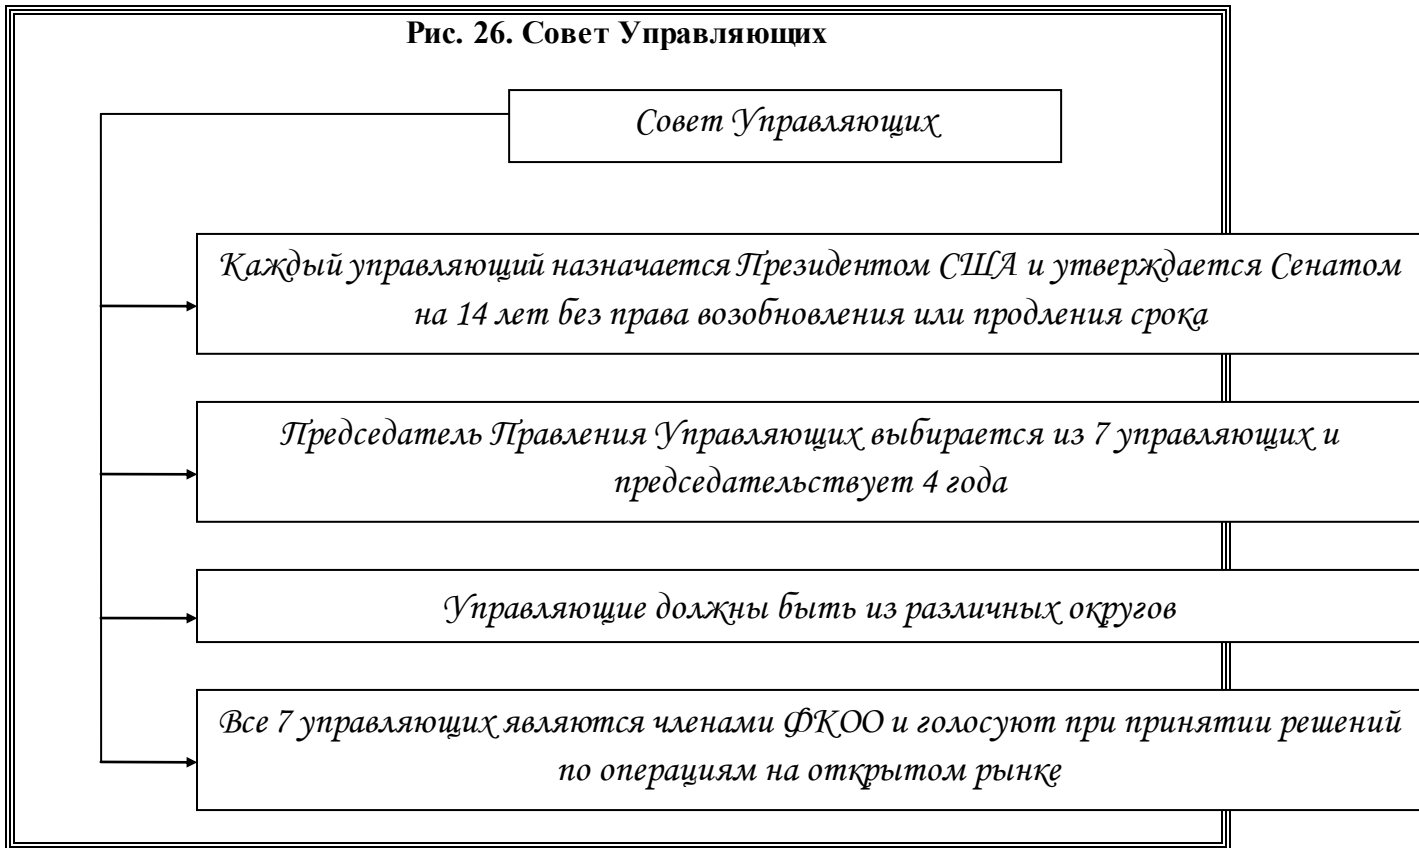 Рис. 26. Совет Управляющих
Совет Управляющих
Каждый управляющий назначается Президентом США и утверждается Сенатом
на 14 лет без права возобновления или продления срока
Председатель Правления Управляющих выбирается из 7 управляющих и
председательствует 4 года
Управляющие должны быть из различных округов
Все 7 управляющих являются членами ФКОО и голосуют при принятии решений
по операциям на открытом рынке